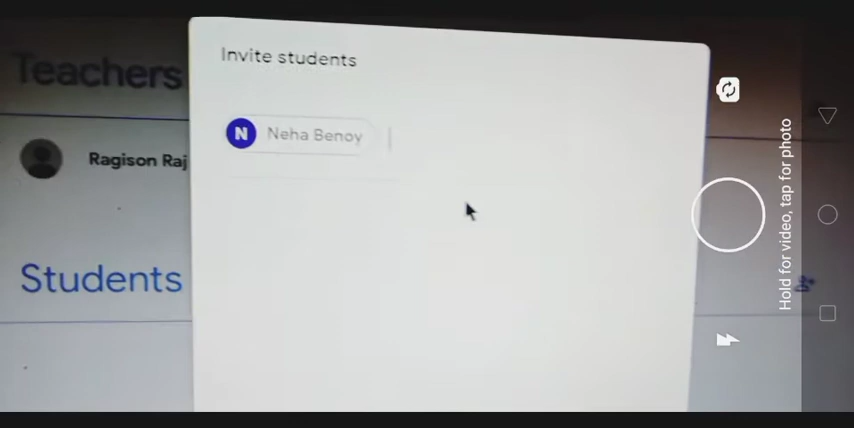 Teachers
Ragison Raj
Students
Invite students
N Neha Benoy
Hold for video, tap for photo